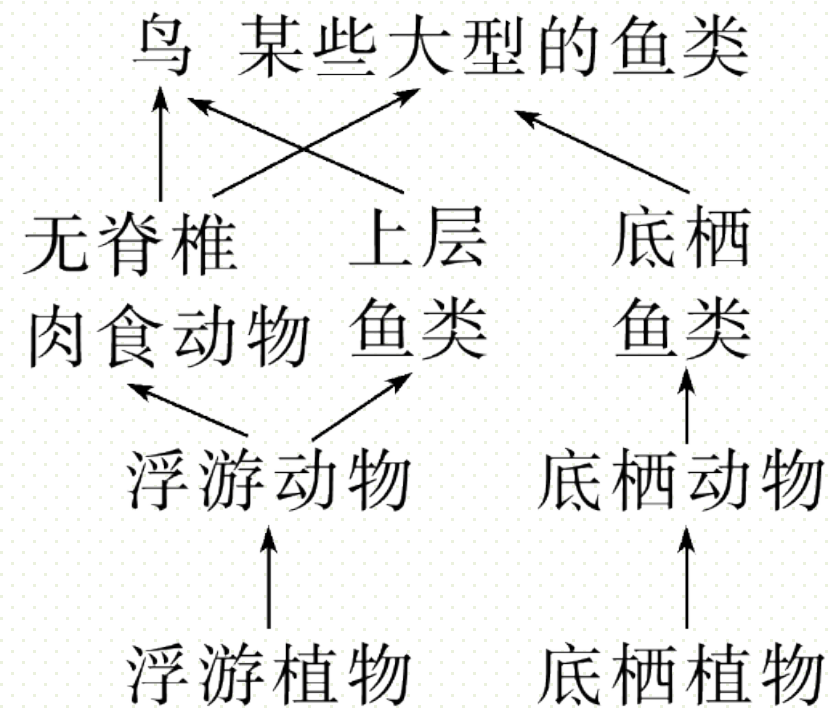 鸟 某些大型的鱼类
无脊椎 上层 底栖
肉食动物 鱼类 鱼类
浮游动物 底栖动物
浮游植物 底栖植物